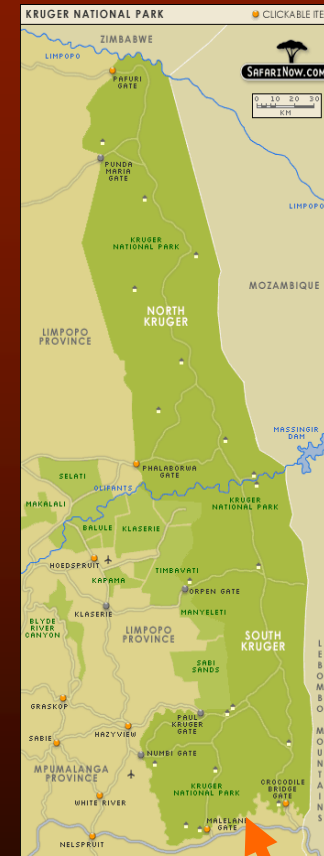 KRUGER NATIONAL PARK
CLICKABLE ITE
ZIMBABWE
LIMPOPO
SAFARINOW.COM
PAFURI
GATE
0 10 20 30
KM
PUNDA
MARIA
GATE
LIMPOPO
KRUGER
NATIONAL PARK
MOZAMBIQUE
NORTH
KRUGER
LIMPOPO
PROVINCE
MASSINGIR
DAM
PHALABORWA
GATE
SELATI
OLIFANTS
KRUGER
NATIONAL PARK
MAKALALI
BALULE
KLASERIE
HOEDSPRUIT
TIMBAVATI
KAPAMA
ORPEN GATE
KLASERIE
MANYELETI
BLYDE
RIVER
CANYON
LIMPOPO
PROVINCE
SOUTH
KRUGER
LEBOMBO MOUNTAINS
SABI
SANDS
GRASKOP
PAUL
KRUGER
GATE
HAZYVIEW
SABIE
NUMBI GATE
MPUMALANGA
PROVINCE
KRUGER
NATIONAL PARK
CROCODILE
BRIDGE
GATE
WHITE RIVER
MALELANE
GATE
NELSPRUIT